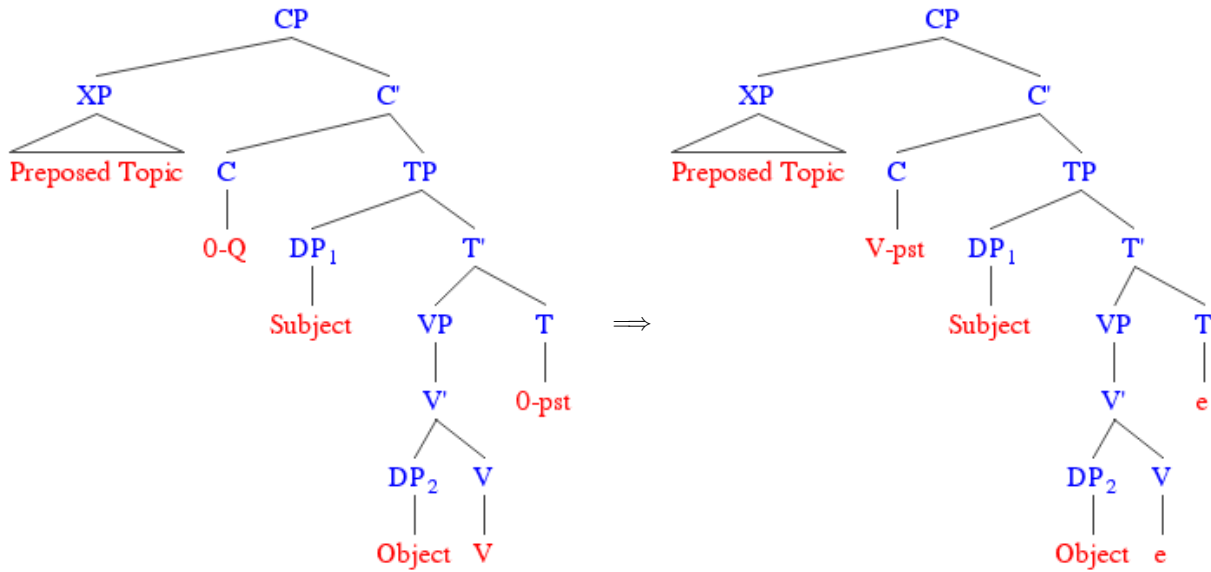 CP CP
XP C' XP C'
Preposed Topic C TP Preposed Topic C TP
0-Q DP1 T' V-pst DP1 T'
Subject VP T ⟹ Subject VP T
V' 0-pst V' e
DP2 V DP2 V
Object V Object e